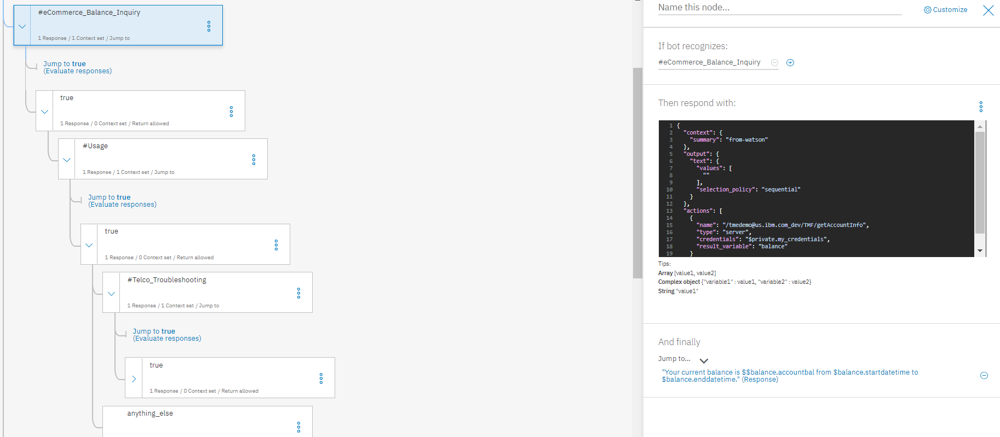 #eCommerce_Balance_Inquiry
1 Response / 1 Context set / Jump to
Jump to true
(Evaluate responses)
true
1 Response / 0 Context set / Return allowed
#Usage
1 Response / 1 Context set / Jump to
Jump to true
(Evaluate responses)
true
1 Response / 0 Context set / Return allowed
#Telco_Troubleshooting
1 Response / 1 Context set / Jump to
Jump to true
(Evaluate responses)
true
1 Response / 0 Context set / Return allowed
anything_else
Name this node...
Customize
If bot recognizes:
#eCommerce_Balance_Inquiry
Then respond with:
1 {
2 "context": {
3 "summary": "from-watson"
4 },
5 "output": {
6 "text": {
7 "values": [
8 ""
9 ],
10 "selection_policy": "sequential"
11 }
12 },
13 "actions": [
14 {
15 "name": "/tmedemo@us.ibm.com_dev/TMF/getAccountInfo",
16 "type": "server",
17 "credentials": "$private.my_credentials",
18 "result_variable": "balance"
19 }
Tips:
Array [value1, value2]
Complex object {"variable1" : value1, "variable2" : value2}
String "value1"
And finally
Jump to...
"Your current balance is $$balance.accountbal from $balance.startdatetime to
$balance.enddatetime." (Response)